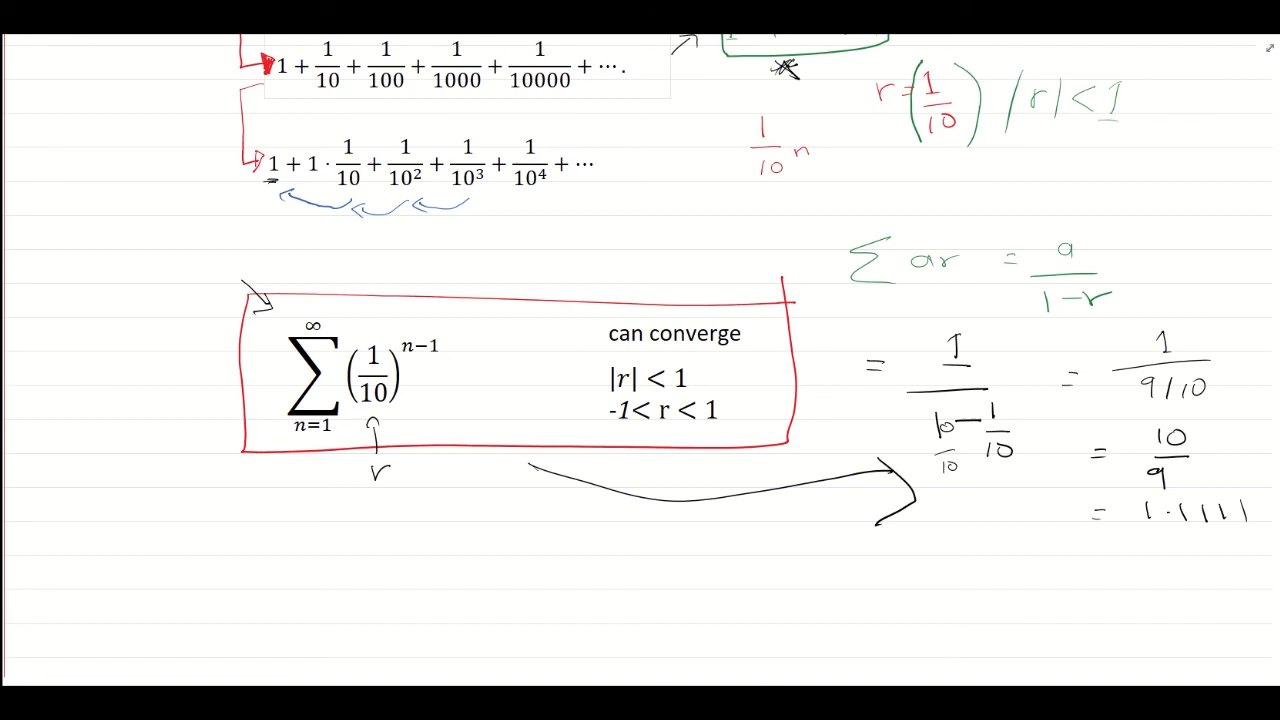 1 + 1/10 + 1/100 + 1/1000 + 1/10000 + ⋯.
r = (1/10) |r| < 1
1/10 n
1 + 1 · 1/10 + 1/10² + 1/10³ + 1/10⁴ + ⋯
∑ ar = a/(1-r)
∞
∑ (1/10)ⁿ⁻¹
n=1
r
can converge
|r| < 1
-1< r < 1
= 1/(10/10 - 1/10) = 1/(9/10)
= 10/9
= 1.1111